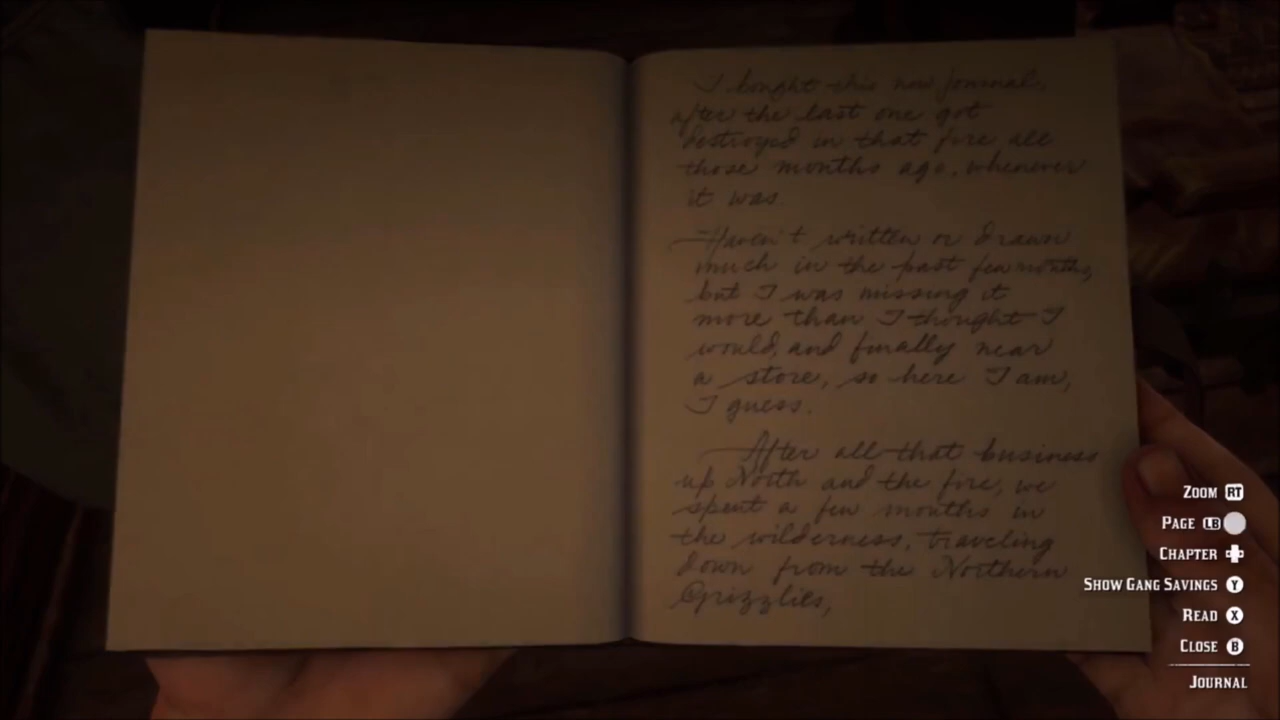 I bought this new journal,
after the last one got
destroyed in that fire all
those months ago, whenever
it was.
Haven't written or drawn
much in the past few months,
but I was missing it
more than I thought I
would, and finally near
a store, so here I am,
I guess.
After all that business
up North and the fire, we
spent a few months in
the wilderness, traveling
down from the Northern
Grizzlies,
ZOOM RT
PAGE LB
CHAPTER
SHOW GANG SAVINGS Y
READ X
CLOSE B
JOURNAL